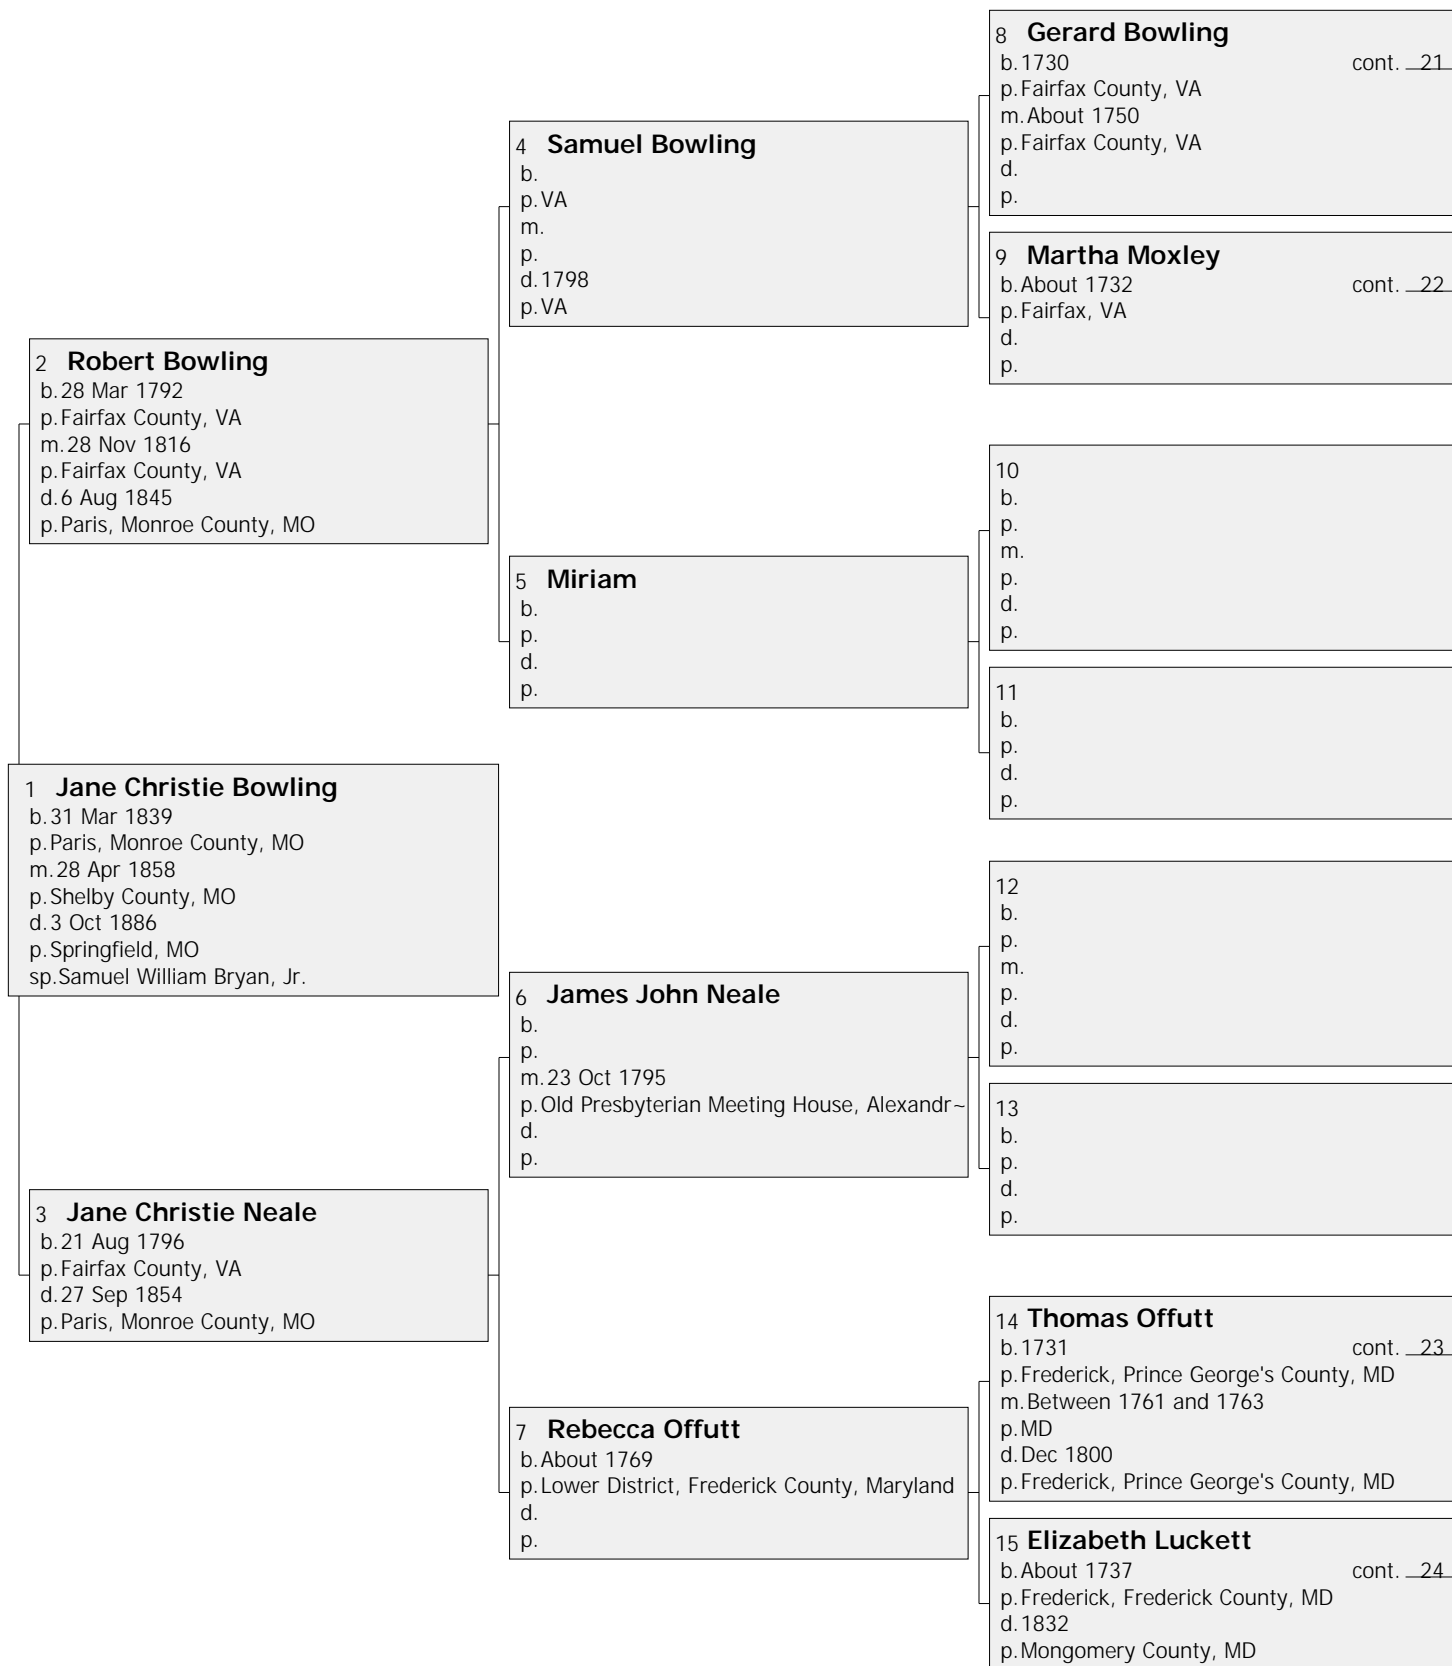 8 Gerard Bowling
b.1730 cont. 21
p.Fairfax County, VA
m.About 1750
p.Fairfax County, VA
d.
p.
4 Samuel Bowling
b.
p.VA
m.
p.
d.1798
p.VA
9 Martha Moxley
b.About 1732 cont. 22
p.Fairfax, VA
d.
p.
2 Robert Bowling
b.28 Mar 1792
p.Fairfax County, VA
m.28 Nov 1816
p.Fairfax County, VA
d.6 Aug 1845
p.Paris, Monroe County, MO
10
b.
p.
m.
p.
d.
p.
5 Miriam
b.
p.
d.
p.
11
b.
p.
d.
p.
1 Jane Christie Bowling
b.31 Mar 1839
p.Paris, Monroe County, MO
m.28 Apr 1858
p.Shelby County, MO
d.3 Oct 1886
p.Springfield, MO
sp.Samuel William Bryan, Jr.
12
b.
p.
m.
p.
d.
p.
6 James John Neale
b.
p.
m.23 Oct 1795
p.Old Presbyterian Meeting House, Alexandr~
d.
p.
13
b.
p.
d.
p.
3 Jane Christie Neale
b.21 Aug 1796
p.Fairfax County, VA
d.27 Sep 1854
p.Paris, Monroe County, MO
14 Thomas Offutt
b.1731 cont. 23
p.Frederick, Prince George's County, MD
m.Between 1761 and 1763
p.MD
d.Dec 1800
p.Frederick, Prince George's County, MD
7 Rebecca Offutt
b.About 1769
p.Lower District, Frederick County, Maryland
d.
p.
15 Elizabeth Luckett
b.About 1737 cont. 24
p.Frederick, Frederick County, MD
d.1832
p.Mongomery County, MD